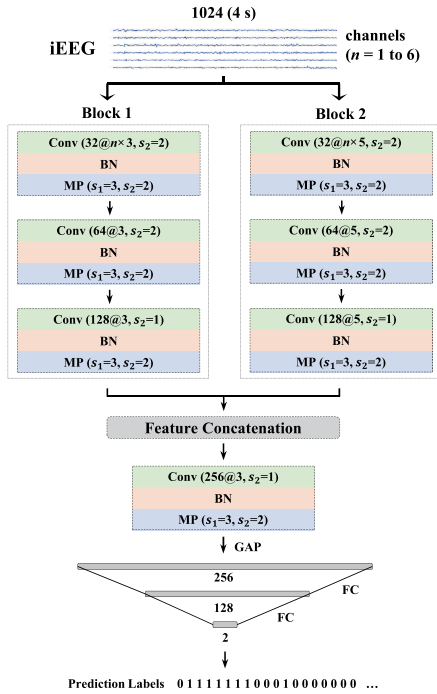 1024 (4 s)
iEEG
channels
(n = 1 to 6)
Block 1
Block 2
Conv (32@n×3, s₂=2)
BN
MP (s₁=3, s₂=2)
Conv (64@3, s₂=2)
BN
MP (s₁=3, s₂=2)
Conv (128@3, s₂=1)
BN
MP (s₁=3, s₂=2)
Conv (32@n×5, s₂=2)
BN
MP (s₁=3, s₂=2)
Conv (64@5, s₂=2)
BN
MP (s₁=3, s₂=2)
Conv (128@5, s₂=1)
BN
MP (s₁=3, s₂=2)
Feature Concatenation
Conv (256@3, s₂=1)
BN
MP (s₁=3, s₂=2)
GAP
256
FC
128
FC
2
Prediction Labels 0 1 1 1 1 1 1 1 1 0 0 0 1 0 0 0 0 0 0 0 ...